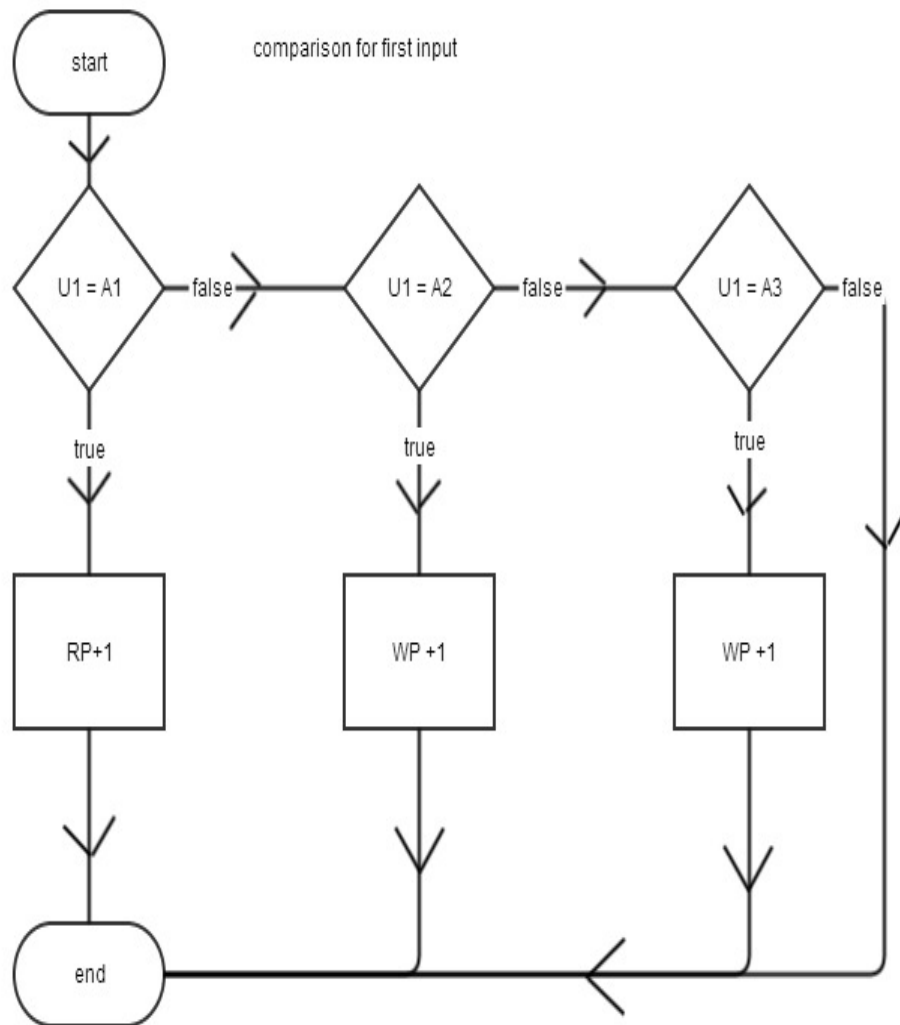 start
comparison for first input
U1 = A1
false
U1 = A2
false
U1 = A3
false
true
true
true
RP+1
WP +1
WP +1
end